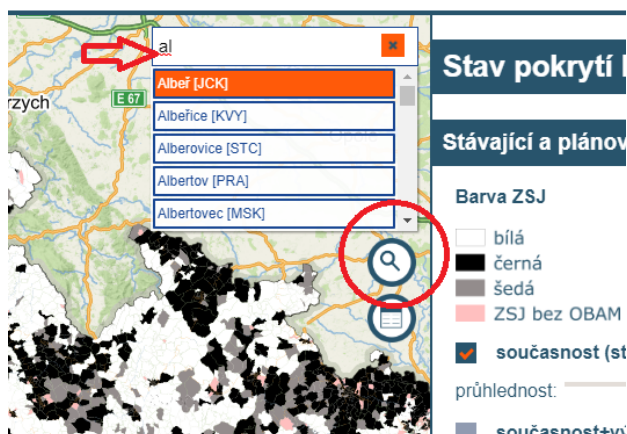 al
Albeř [JCK]
Albeřice [KVY]
Alberovice [STC]
Albertov [PRA]
Albertovec [MSK]
rzych
E 67
Stav pokrytí
Stávající a plánov
Barva ZSJ
bílá
černá
šedá
ZSJ bez OBAM
současnost (st
průhlednost: